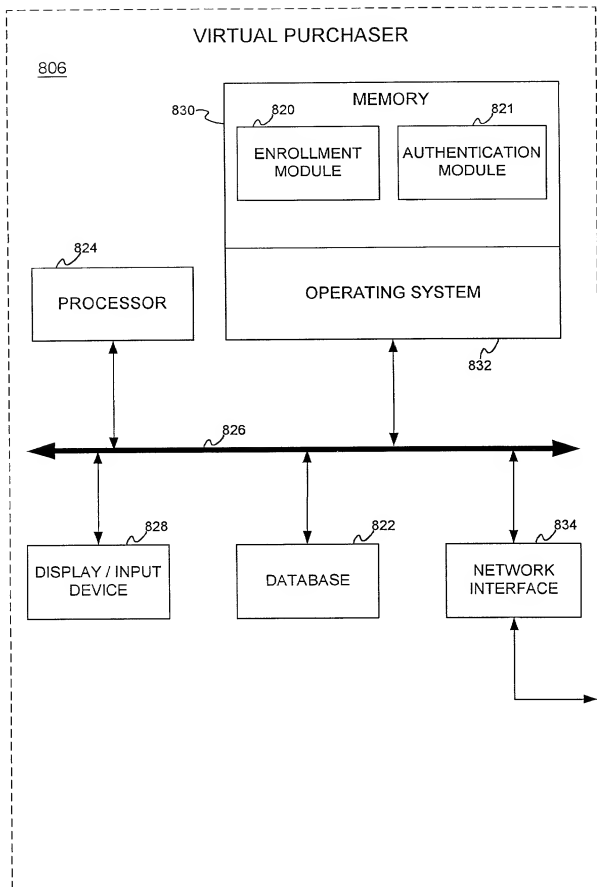 VIRTUAL PURCHASER
806
MEMORY
830
820
821
ENROLLMENT
MODULE
AUTHENTICATION
MODULE
824
PROCESSOR
OPERATING SYSTEM
832
826
828
822
834
DISPLAY / INPUT
DEVICE
DATABASE
NETWORK
INTERFACE